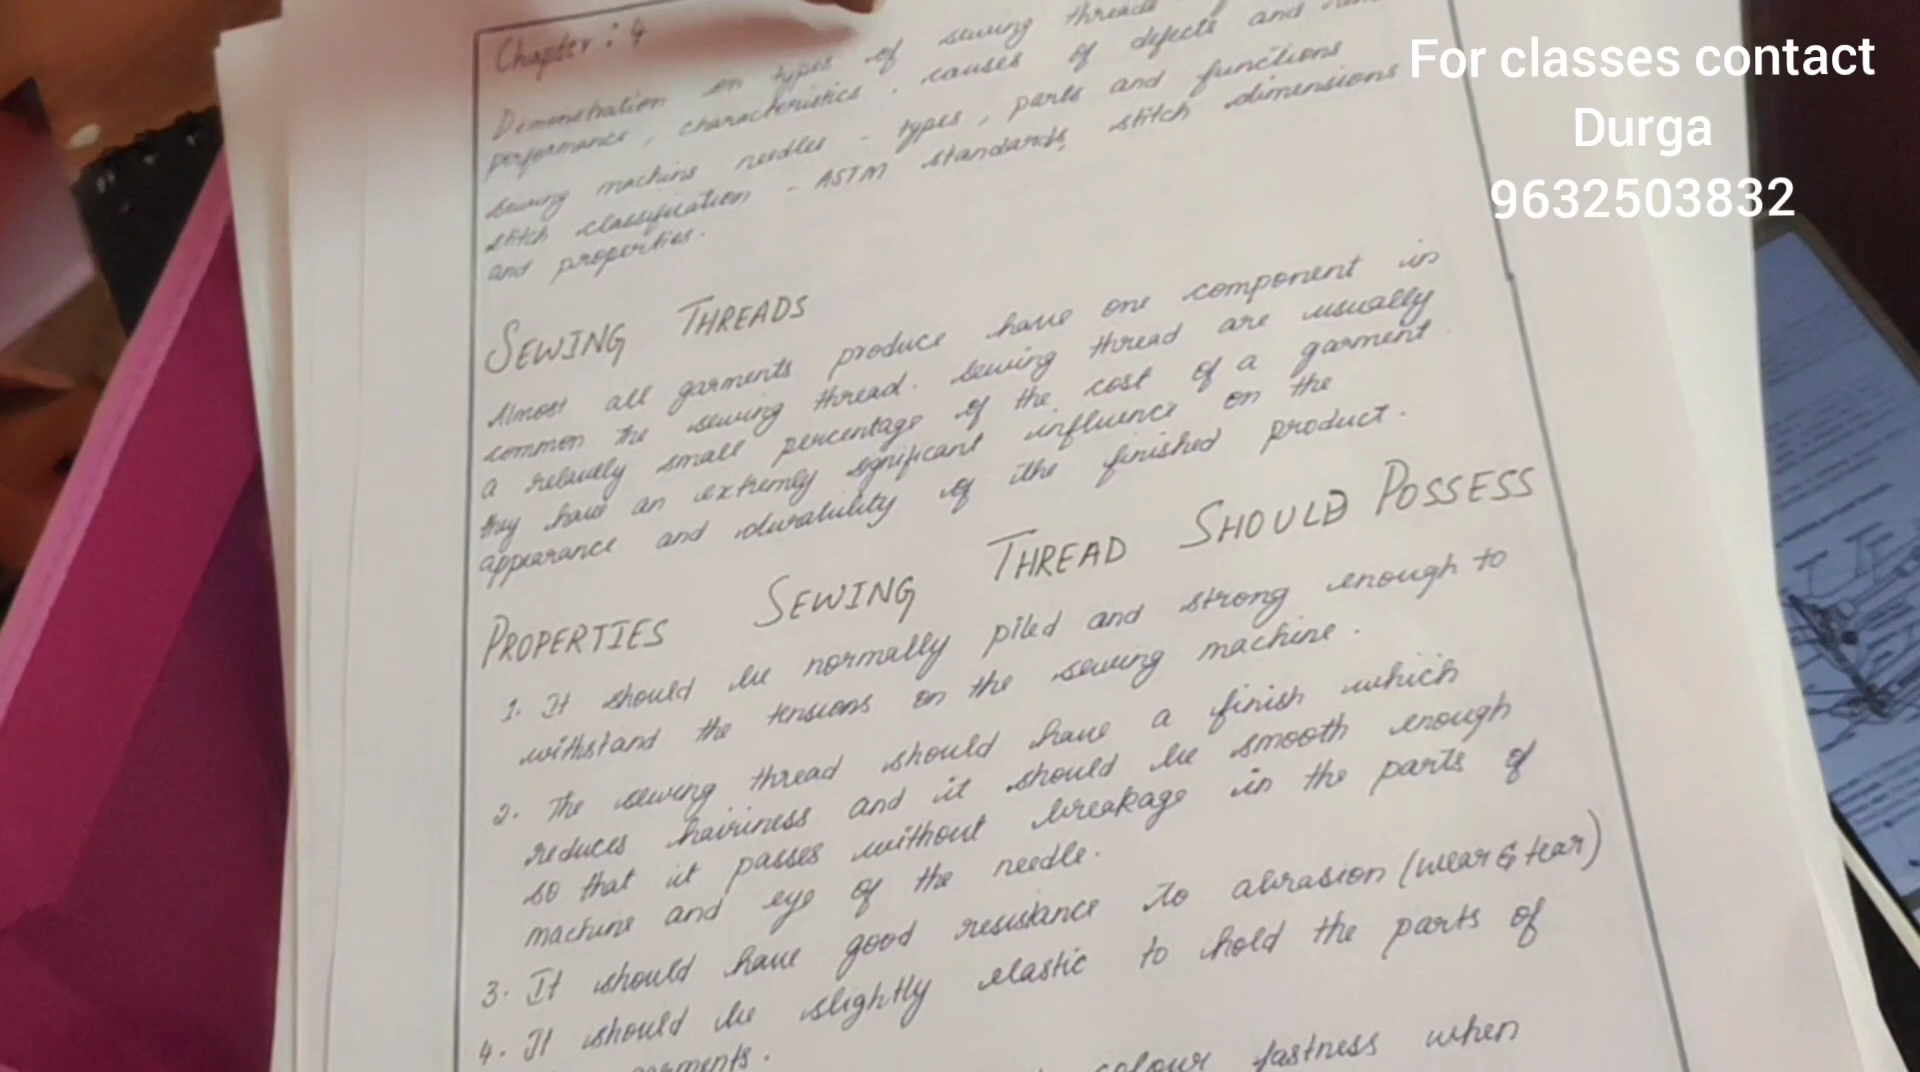 Chapter : 4
Demonstration on types of sewing threads
performance, characteristics, causes of defects and
sewing machine needles - types, parts and functions
stitch classification - ASTM standards, stitch dimensions
and properties.
SEWING THREADS
Almost all garments produce have one component in
common the sewing thread. Sewing thread are usually
a relavely small percentage of the cost of a garment
they have an extremly significant influence on the
appearance and durability of the finished product.
PROPERTIES SEWING THREAD SHOULD POSSESS
1. It should be normally plied and strong enough to
withstand the tensions on the sewing machine.
2. The sewing thread should have a finish which
reduces hairiness and it should be smooth enough
so that it passes without breakage in the parts of
machine and eye of the needle.
3. It should have good resistance to abrasion (wear & tear)
4. It should be slightly elastic to hold the parts of
garments.
colour fastness when
For classes contact
Durga
9632503832